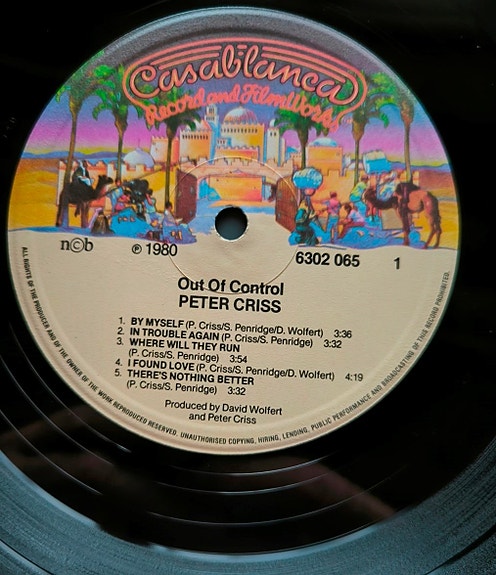 Casablanca
Record and FilmWorks
n©b
℗ 1980
6302 065
1
Out Of Control
PETER CRISS
1. BY MYSELF (P. Criss/S. Penridge/D. Wolfert) 3:36
2. IN TROUBLE AGAIN (P. Criss/S. Penridge) 3:32
3. WHERE WILL THEY RUN
(P. Criss/S. Penridge) 3:54
4. I FOUND LOVE (P. Criss/S. Penridge/D. Wolfert) 4:19
5. THERE'S NOTHING BETTER
(P. Criss/S. Penridge) 3:32
Produced by David Wolfert
and Peter Criss
ALL RIGHTS OF THE PRODUCER AND OF THE OWNER OF THE WORK REPRODUCED RESERVED. UNAUTHORISED COPYING, HIRING, LENDING, PUBLIC PERFORMANCE AND BROADCASTING OF THIS RECORD PROHIBITED.